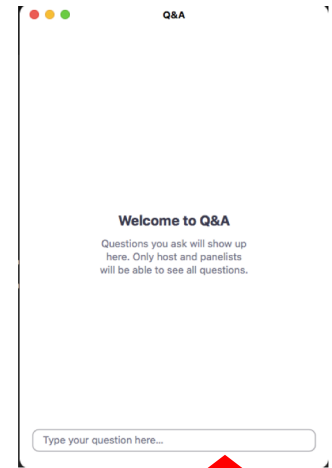 Q&A
Welcome to Q&A
Questions you ask will show up
here. Only host and panelists
will be able to see all questions.
Type your question here...